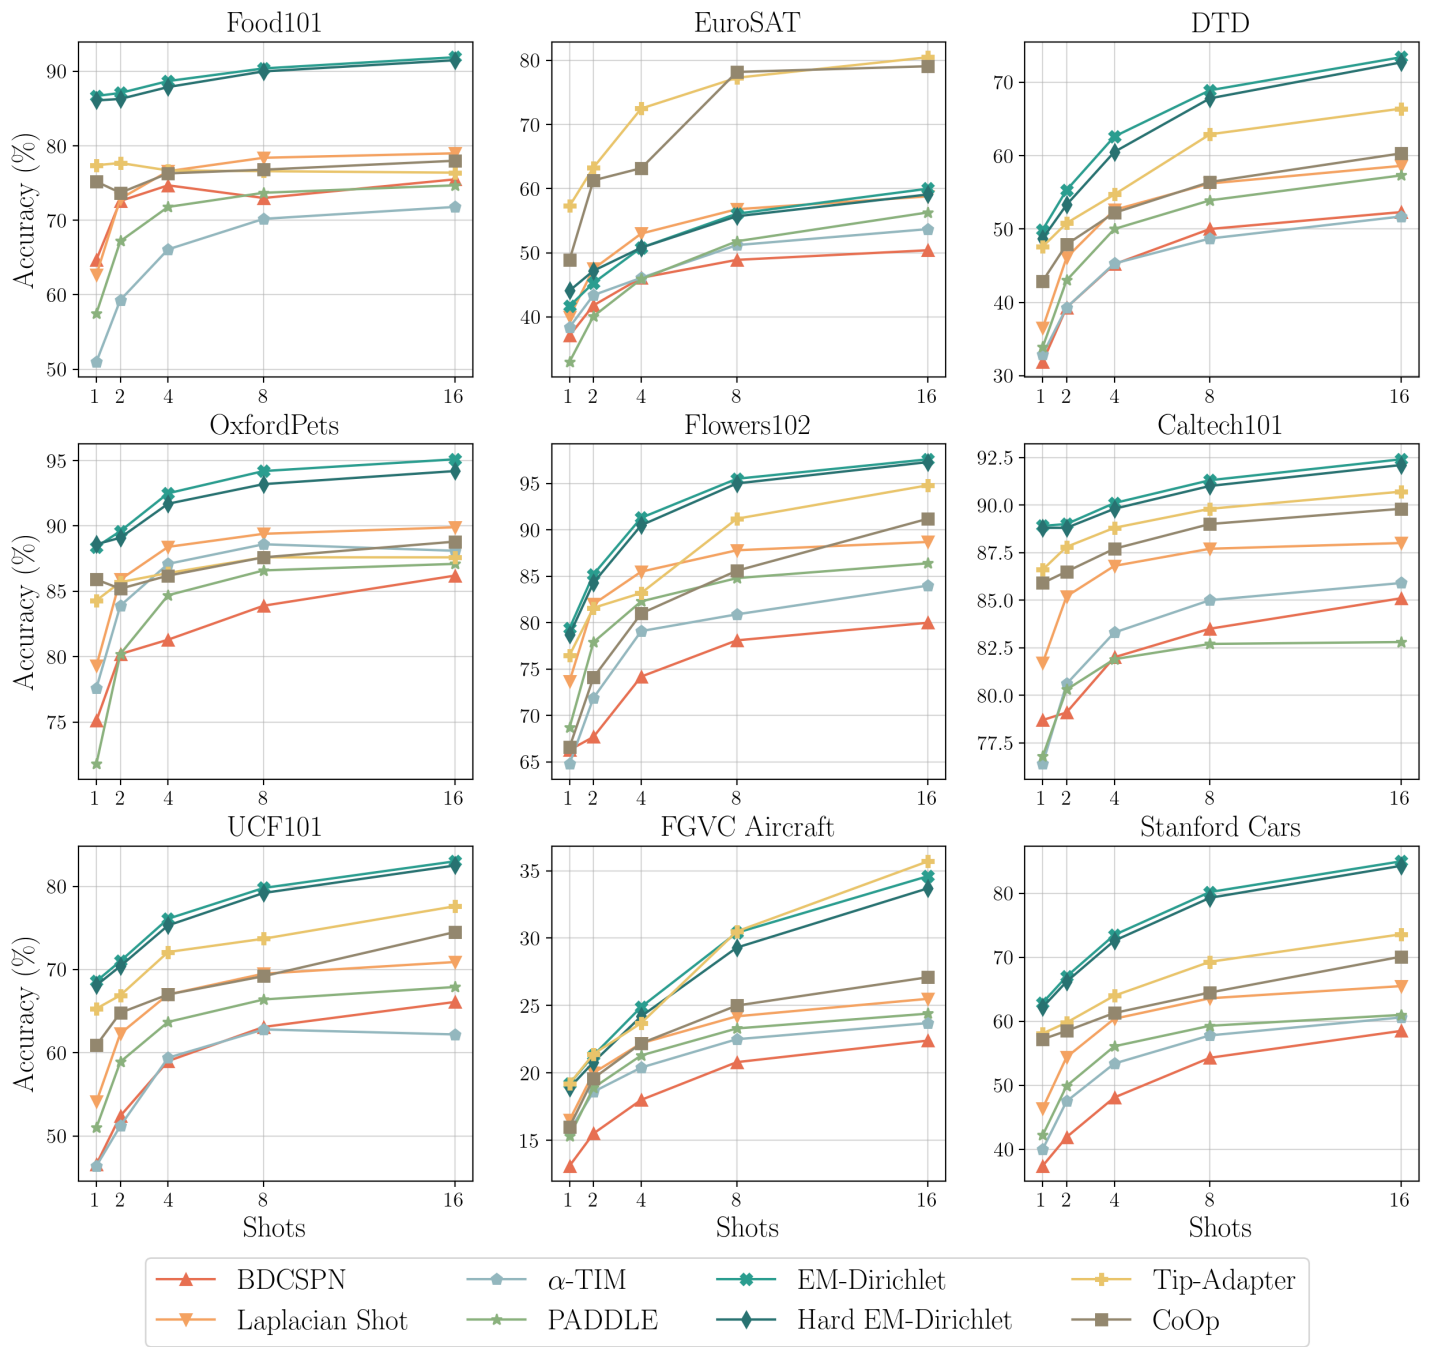 Food101 EuroSAT DTD
Accuracy (%)
90
80
70
60
50
1 2 4 8 16
80
70
60
50
40
1 2 4 8 16
70
60
50
40
30
1 2 4 8 16
OxfordPets Flowers102 Caltech101
Accuracy (%)
95
90
85
80
75
1 2 4 8 16
95
90
85
80
75
70
65
1 2 4 8 16
92.5
90.0
87.5
85.0
82.5
80.0
77.5
1 2 4 8 16
UCF101 FGVC Aircraft Stanford Cars
Accuracy (%)
80
70
60
50
1 2 4 8 16
35
30
25
20
15
1 2 4 8 16
80
70
60
50
40
1 2 4 8 16
Shots Shots Shots
BDCSPN α-TIM EM-Dirichlet Tip-Adapter
Laplacian Shot PADDLE Hard EM-Dirichlet CoOp